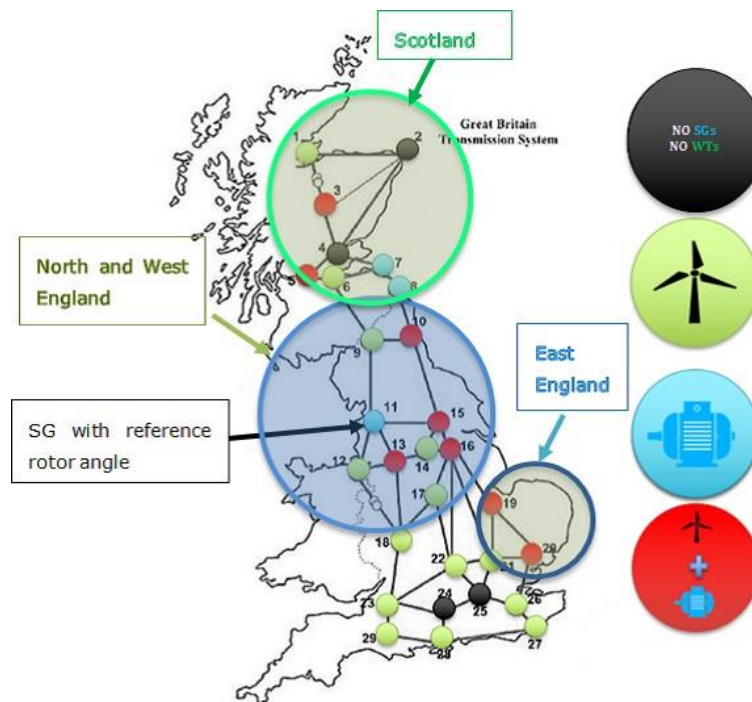 Scotland
Great Britain
Transmission System
NO SGs
NO WTs
1
2
3
4
5
6
7
8
North and West
England
9
10
East
England
SG with reference
rotor angle
11
12
13
14
15
16
17
18
19
20
21
22
23
24
25
26
27
28
29